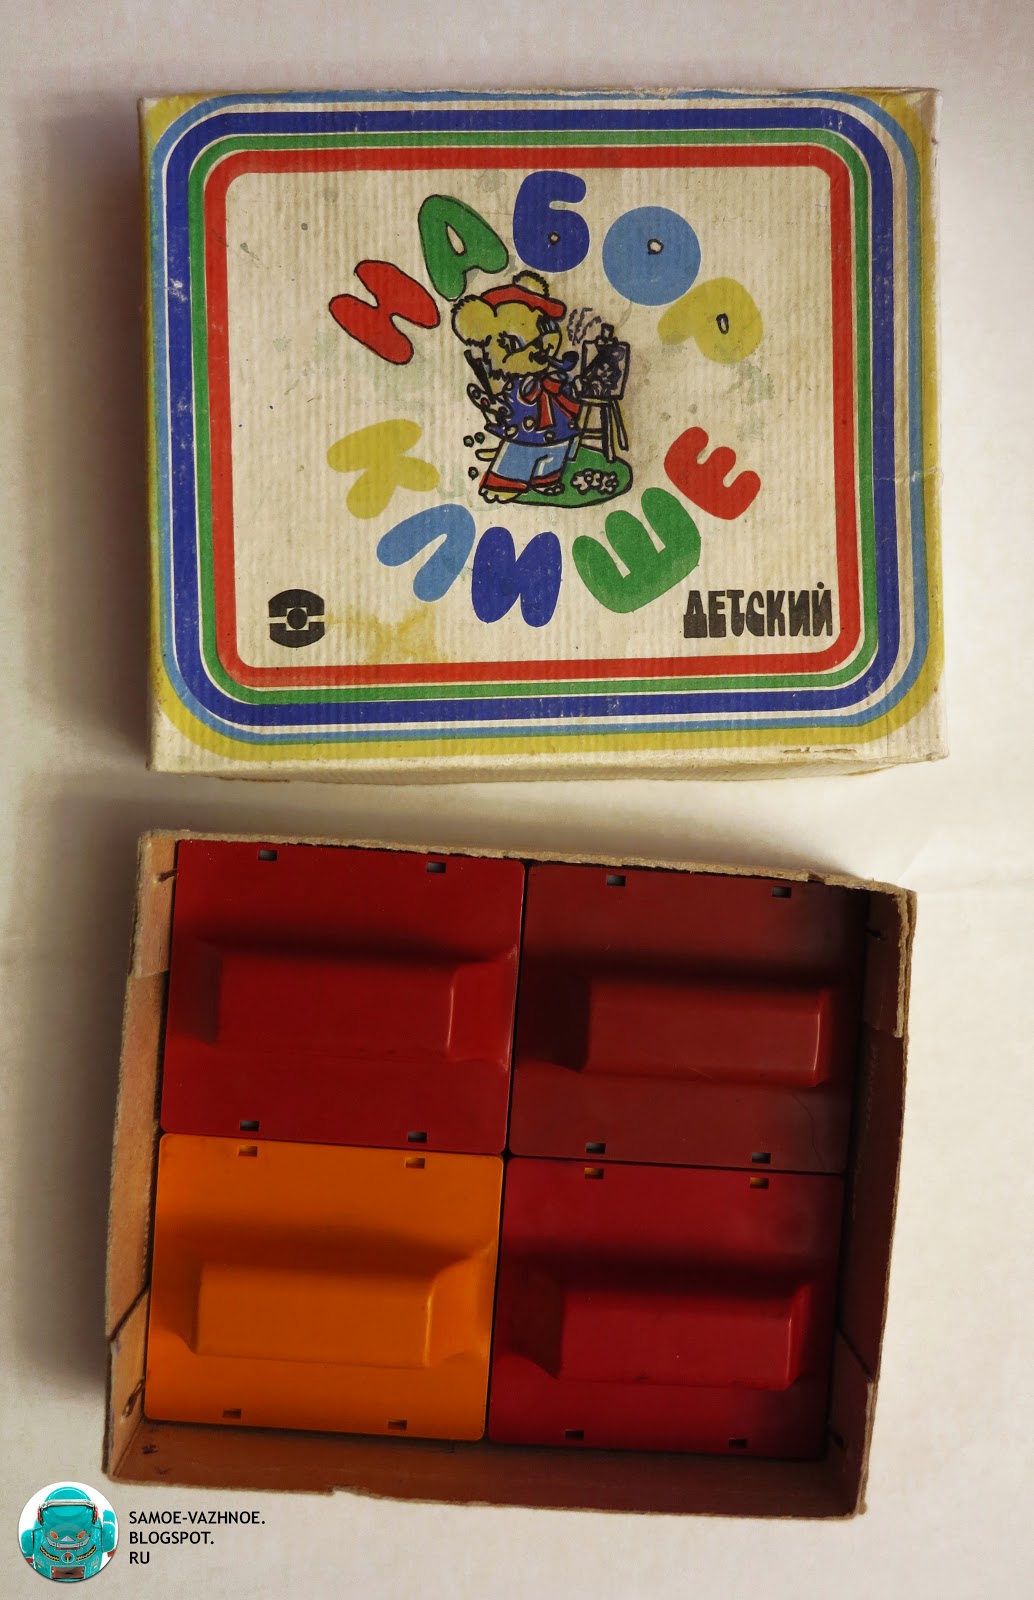 НАБОР
КЛИШЕ
ДЕТСКИЙ
SAMOE-VAZHNOE.
BLOGSPOT.
RU